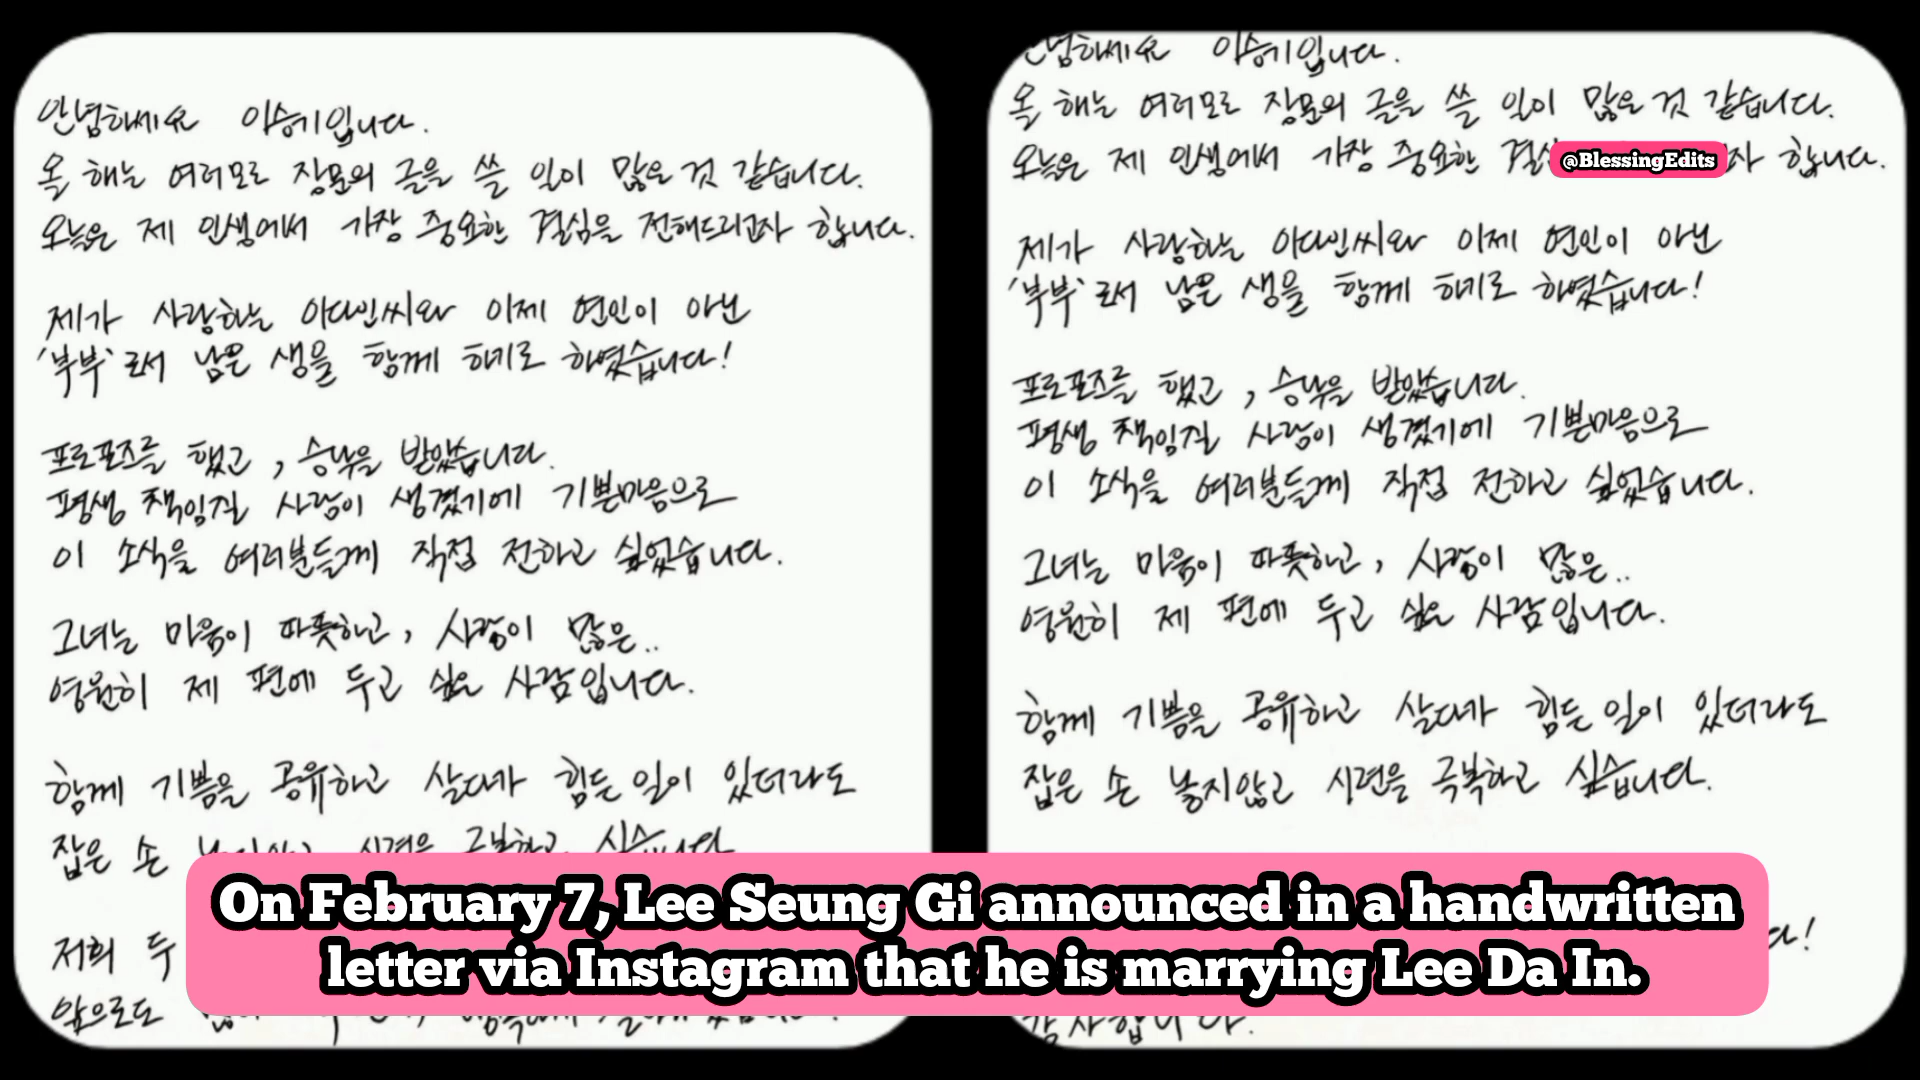 안녕하세요 이승기입니다.
올 해는 여러모로 장문의 글을 쓸 일이 많은 것 같습니다.
오늘은 제 인생에서 가장 중요한 결심을 전해드리고자 합니다.
제가 사랑하는 이다인씨와 이제 연인이 아닌
'부부'로서 남은 생을 함께 하기로 하였습니다!
프로포즈를 했고, 승낙을 받았습니다.
평생 책임질 사람이 생겼기에 기쁜마음으로
이 소식을 여러분들께 직접 전하고 싶었습니다.
그녀는 마음이 따뜻하고, 사랑이 많은..
영원히 제 편에 두고 싶은 사람입니다.
함께 기쁨을 공유하고 살다가 힘든 일이 있더라도
잡은 손
저희 두
앞으로도
안녕하세요 이승기입니다.
올 해는 여러모로 장문의 글을 쓸 일이 많은 것 같습니다.
오늘은 제 인생에서 가장 중요한 합니다.
@BlessingEdits
제가 사랑하는 이다인씨와 이제 연인이 아닌
'부부'로서 남은 생을 함께 하기로 하였습니다!
프로포즈를 했고, 승낙을 받았습니다.
평생 책임질 사람이 생겼기에 기쁜마음으로
이 소식을 여러분들께 직접 전하고 싶었습니다.
그녀는 마음이 따뜻하고, 사랑이 많은..
영원히 제 편에 두고 싶은 사람입니다.
함께 기쁨을 공유하고 살다가 힘든 일이 있더라도
잡은 손 놓지않고 시련을 극복하고 싶습니다.
감사합니다.
On February 7, Lee Seung Gi announced in a handwritten
letter via Instagram that he is marrying Lee Da In.